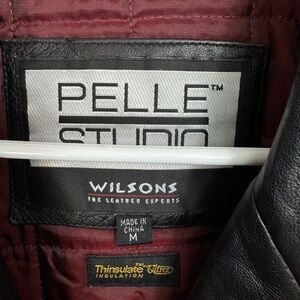 PELLE™
STUDIO
WILSONS
THE LEATHER EXPERTS
MADE IN
CHINA
M
Thinsulate™ Ultra
INSULATION